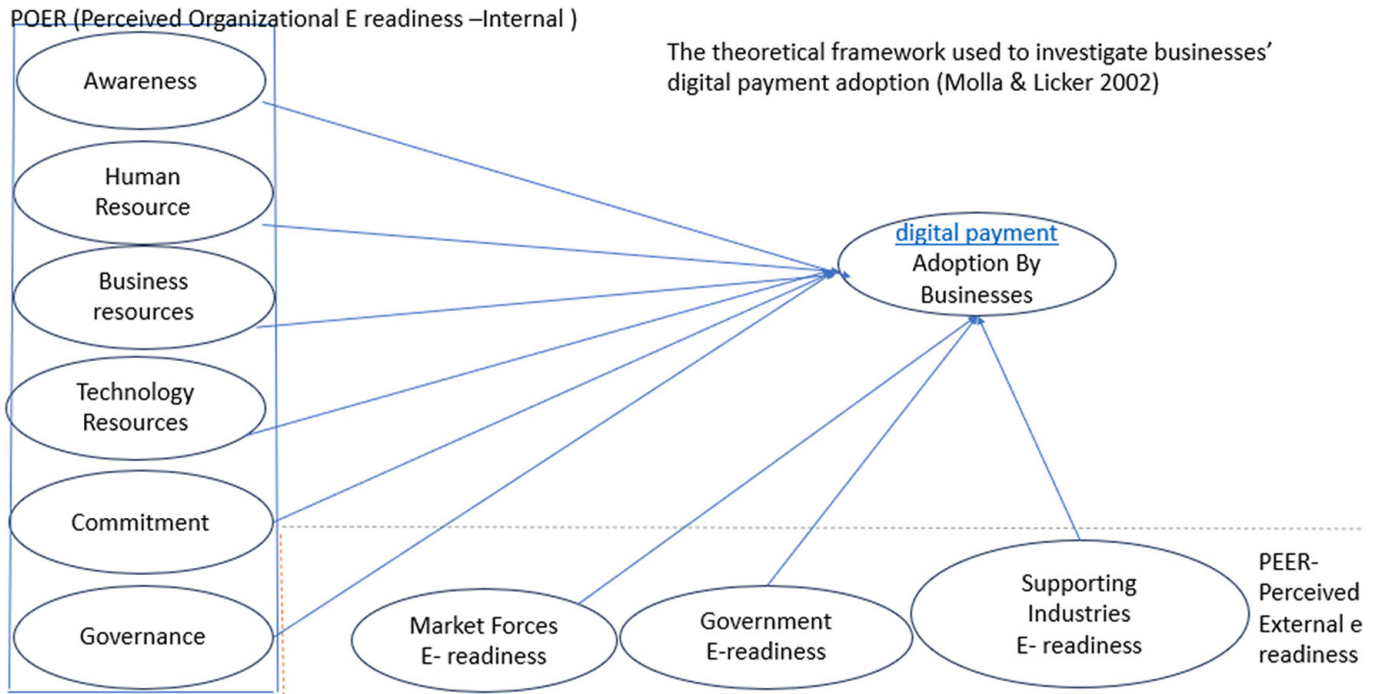 POER (Perceived Organizational E readiness –Internal )
The theoretical framework used to investigate businesses’
digital payment adoption (Molla & Licker 2002)
Awareness
Human
Resource
Business
resources
Technology
Resources
Commitment
Governance
digital payment
Adoption By
Businesses
Market Forces
E- readiness
Government
E-readiness
Supporting
Industries
E- readiness
PEER-
Perceived
External e
readiness